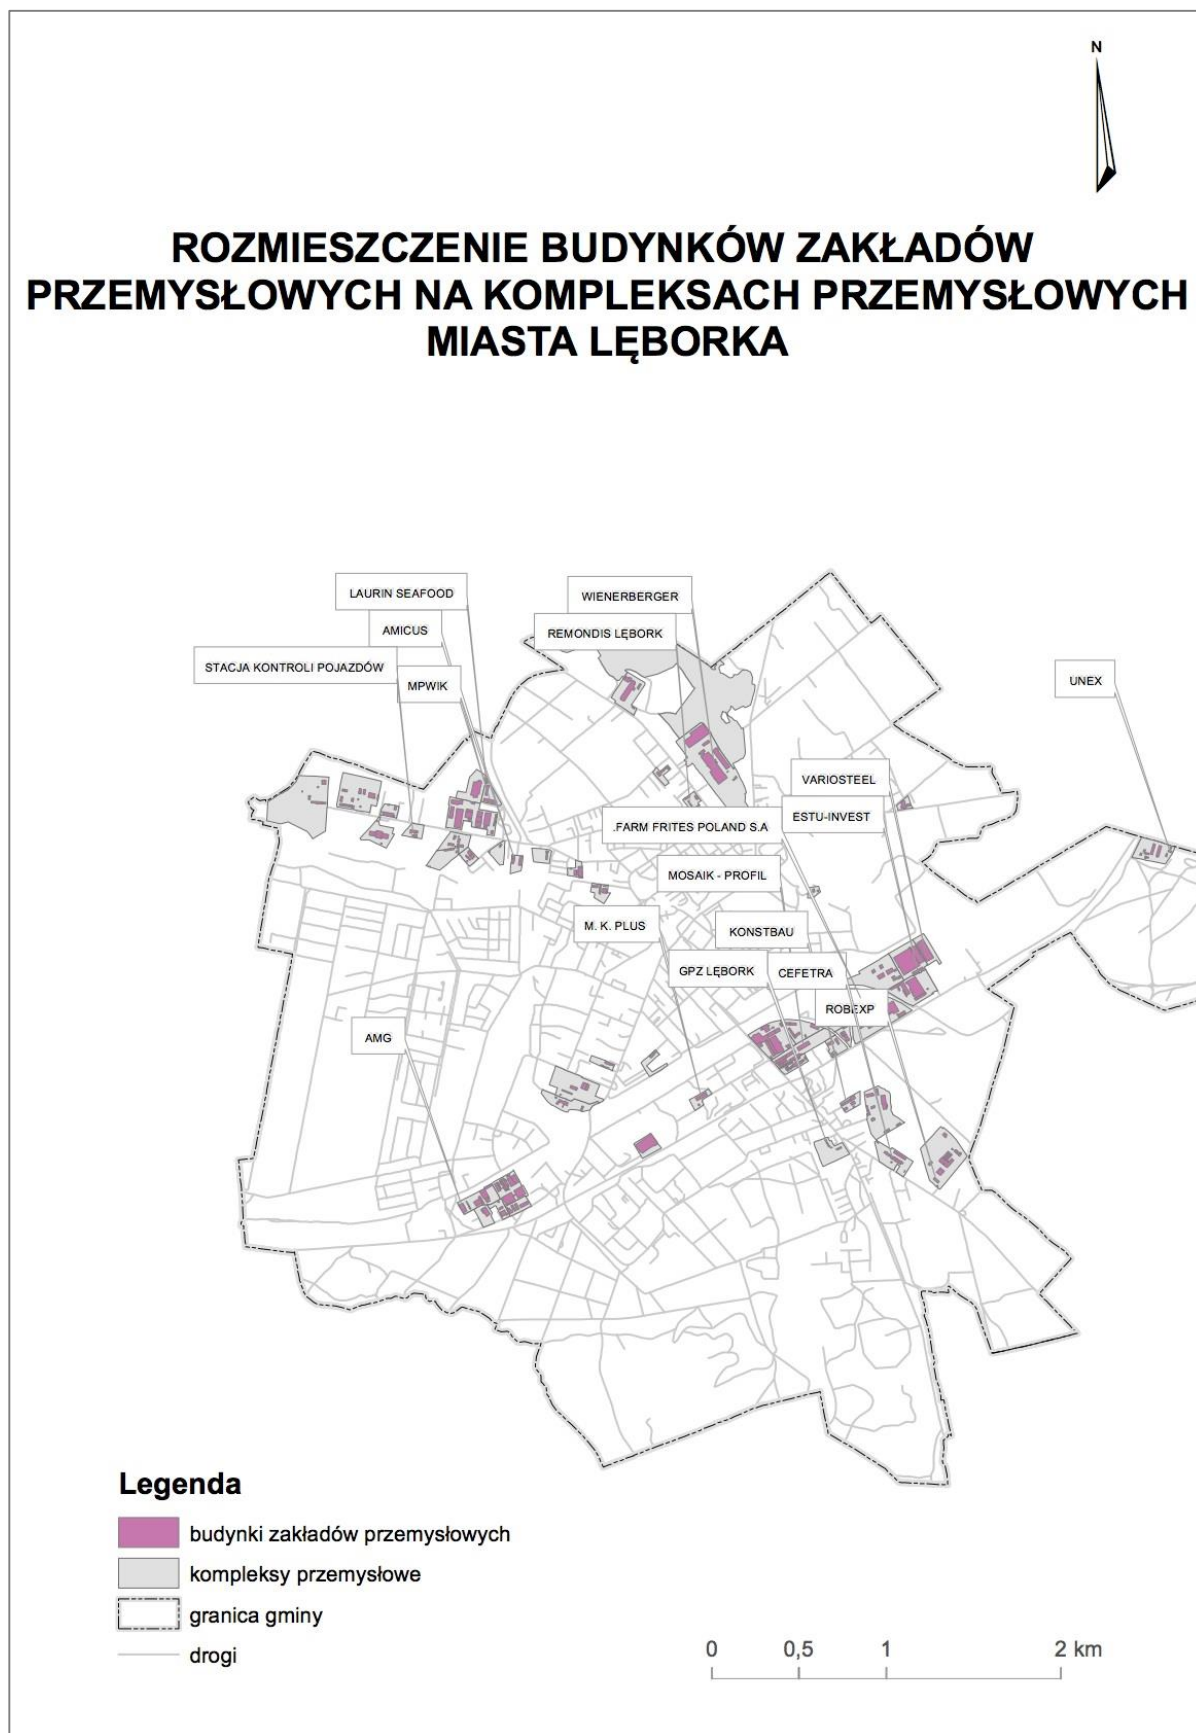 N
ROZMIESZCZENIE BUDYNKÓW ZAKŁADÓW
PRZEMYSŁOWYCH NA KOMPLEKSACH PRZEMYSŁOWYCH
MIASTA LĘBORKA
LAURIN SEAFOOD
WIENERBERGER
AMICUS
REMONDIS LĘBORK
STACJA KONTROLI POJAZDÓW
MPWIK
UNEX
VARIOSTEEL
ESTU-INVEST
.FARM FRITES POLAND S.A
MOSAIK - PROFIL
M. K. PLUS
KONSTBAU
GPZ LĘBORK
CEFETRA
ROBEXP
AMG
Legenda
budynki zakładów przemysłowych
kompleksy przemysłowe
granica gminy
drogi
0 0,5 1 2 km